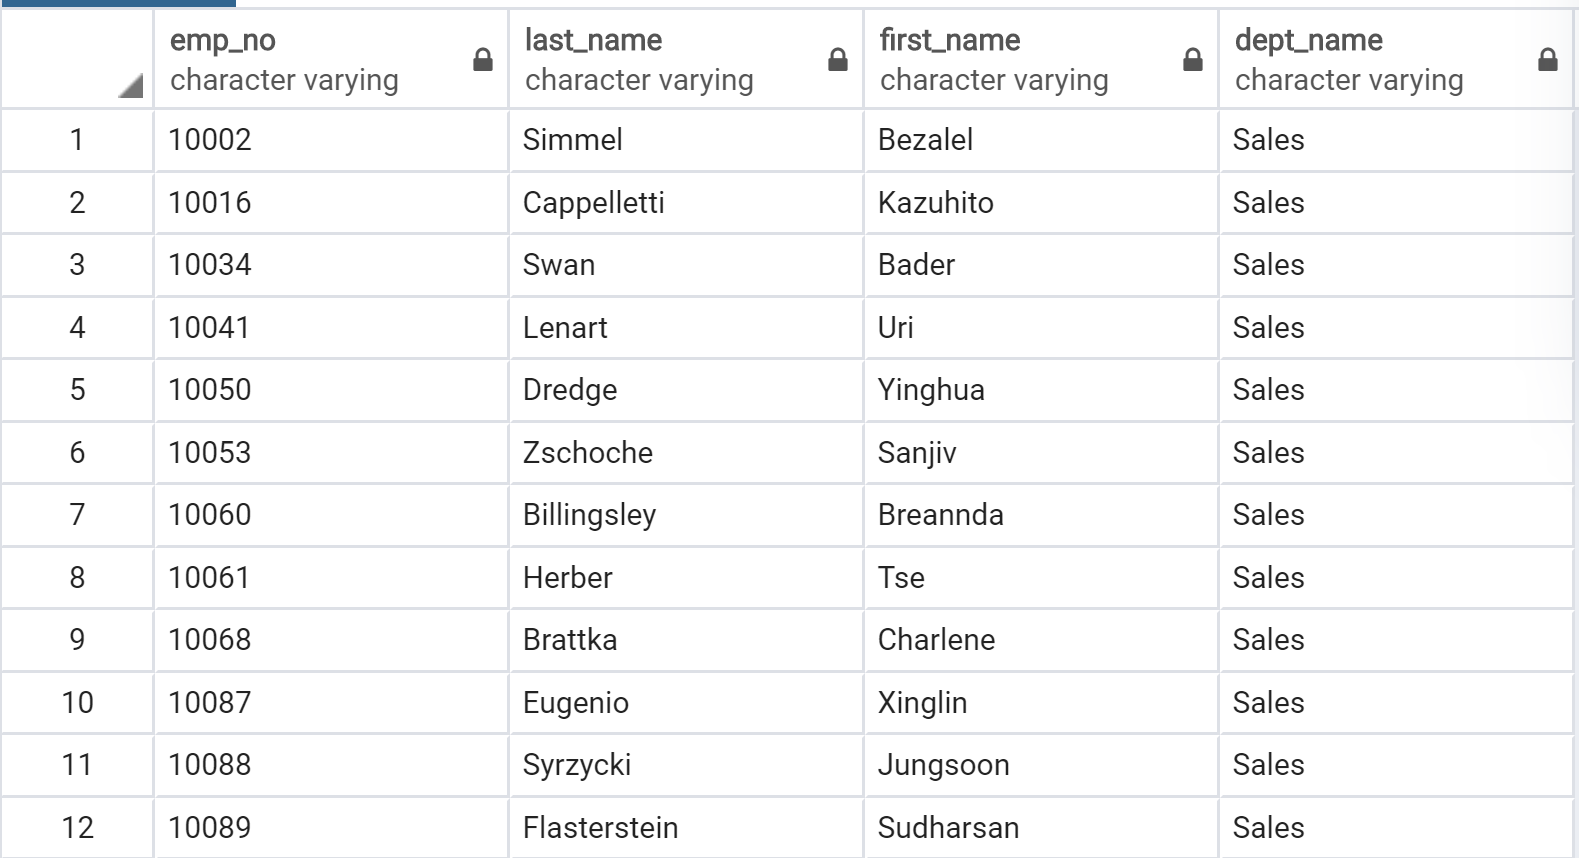 emp_no last_name first_name dept_name
character varying character varying character varying character varying
1 10002 Simmel Bezalel Sales
2 10016 Cappelletti Kazuhito Sales
3 10034 Swan Bader Sales
4 10041 Lenart Uri Sales
5 10050 Dredge Yinghua Sales
6 10053 Zschoche Sanjiv Sales
7 10060 Billingsley Breannda Sales
8 10061 Herber Tse Sales
9 10068 Brattka Charlene Sales
10 10087 Eugenio Xinglin Sales
11 10088 Syrzycki Jungsoon Sales
12 10089 Flasterstein Sudharsan Sales